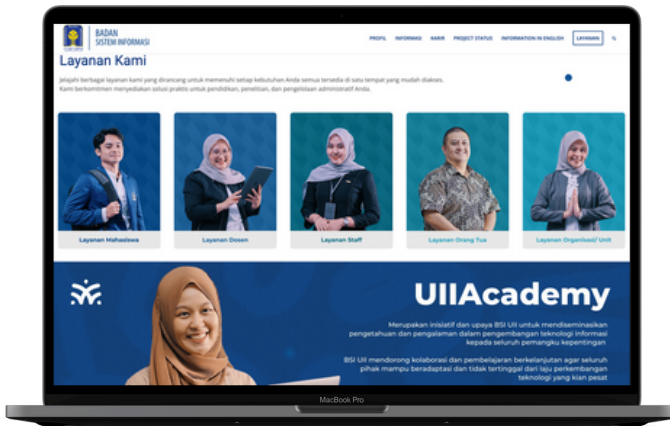 BADAN
SISTEM INFORMASI
PROFIL INFORMASI KARIR PROJECT STATUS INFORMATION IN ENGLISH LAYANAN
Layanan Kami
Jelajahi berbagai layanan kami yang dirancang untuk memenuhi setiap kebutuhan Anda semua tersedia di satu tempat yang mudah diakses.
Kami berkomitmen menyediakan solusi praktis untuk pendidikan, penelitian, dan pengelolaan administratif Anda.
Layanan Mahasiswa
Layanan Dosen
Layanan Staff
Layanan Orang Tua
Layanan Organisasi/ Unit
UIIAcademy
Merupakan inisiatif dan upaya BSI UII untuk mendiseminasikan
pengetahuan dan pengalaman dalam pengembangan teknologi informasi
kepada seluruh pemangku kepentingan
BSI UII mendorong kolaborasi dan pembelajaran berkelanjutan agar seluruh
pihak mampu beradaptasi dan tidak tertinggal dari laju perkembangan
teknologi yang kian pesat
MacBook Pro